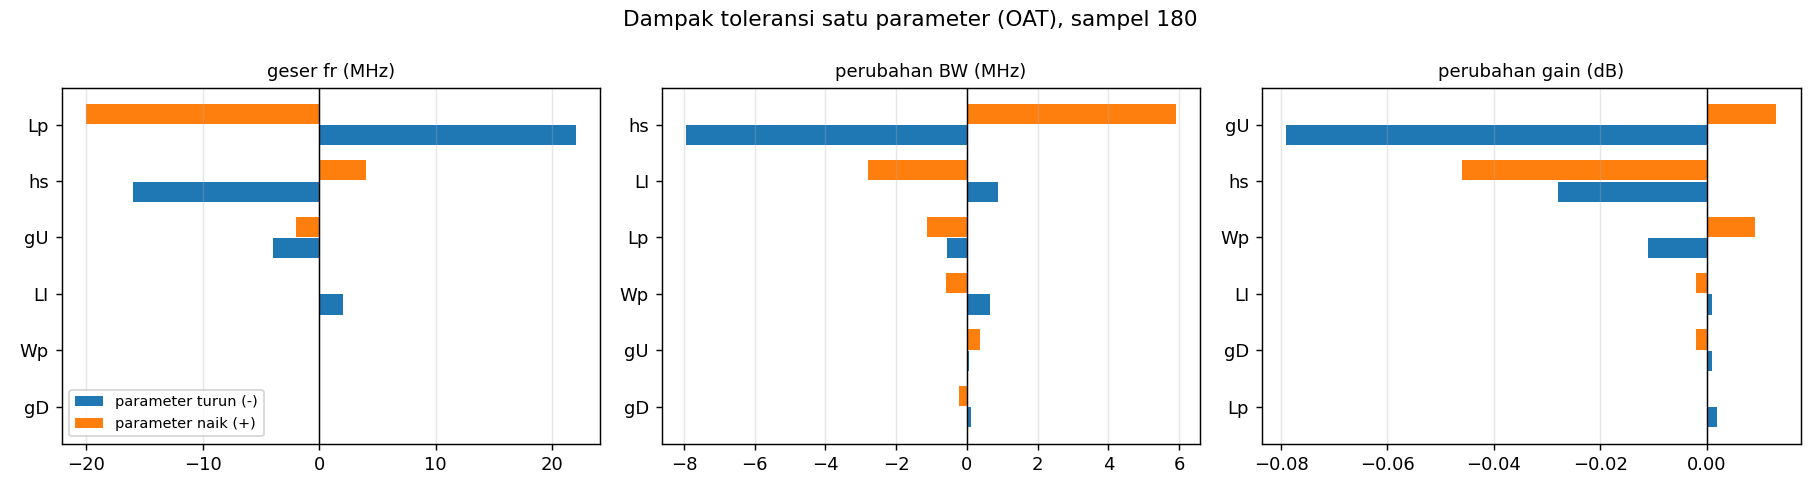 Dampak toleransi satu parameter (OAT), sampel 180
geser fr (MHz)
Lp
hs
gU
LI
Wp
gD
parameter turun (-)
parameter naik (+)
−20 −10 0 10 20
perubahan BW (MHz)
hs
LI
Lp
Wp
gU
gD
−8 −6 −4 −2 0 2 4 6
perubahan gain (dB)
gU
hs
Wp
LI
gD
Lp
−0.08 −0.06 −0.04 −0.02 0.00